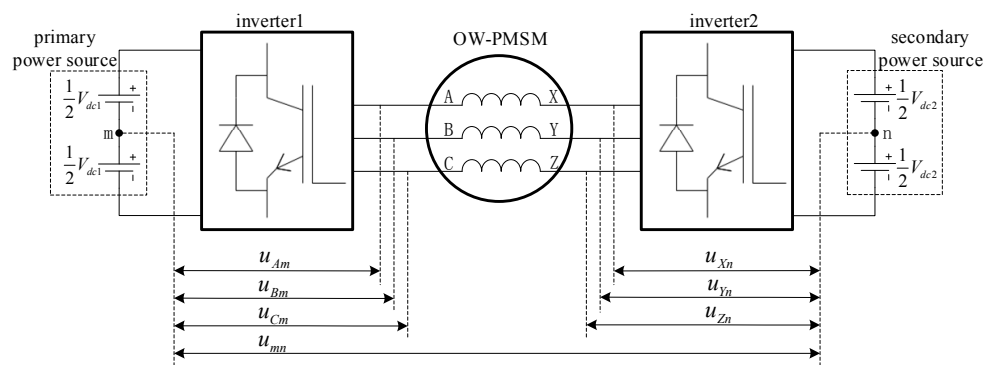 inverter1
inverter2
primary
power source
OW-PMSM
secondary
power source
1/2 V_dc1
m
1/2 V_dc1
A
B
C
X
Y
Z
1/2 V_dc2
n
1/2 V_dc2
+
-
+
-
+
-
+
-
u_Am
u_Bm
u_Cm
u_mn
u_Xn
u_Yn
u_Zn